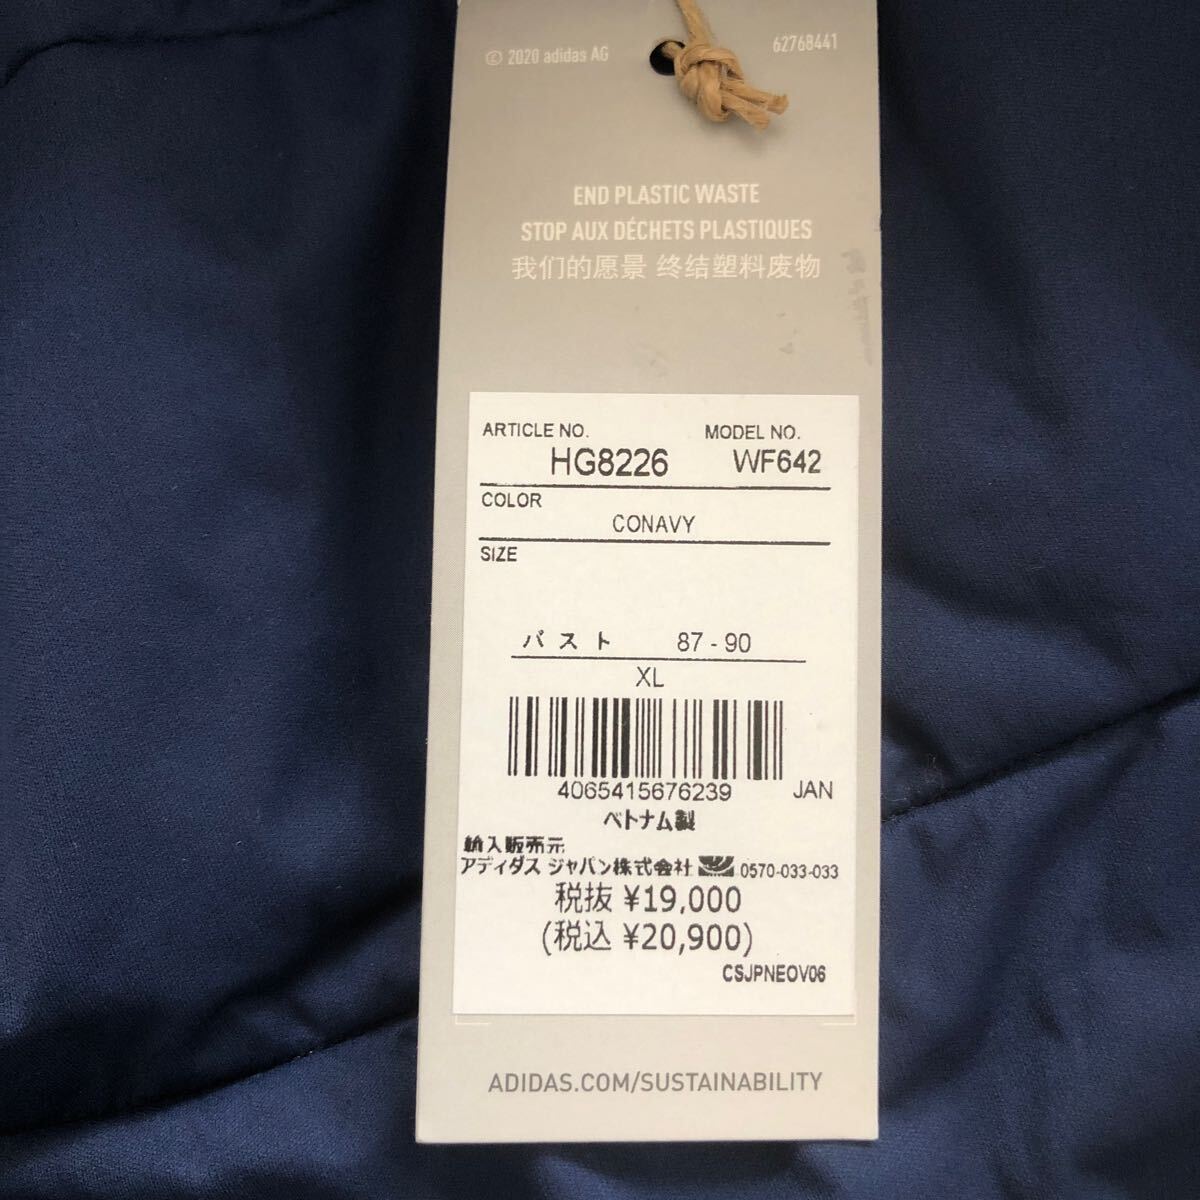 © 2020 adidas AG
62768441
END PLASTIC WASTE
STOP AUX DÉCHETS PLASTIQUES
我们的愿景 终结塑料废物
ARTICLE NO. MODEL NO.
HG8226 WF642
COLOR
CONAVY
SIZE
バスト 87 - 90
XL
4065415676239 JAN
ベトナム製
輸入販売元
アディダス ジャパン株式会社 0570-033-033
税抜 ¥19,000
(税込 ¥20,900)
CSJPNEOV06
ADIDAS.COM/SUSTAINABILITY